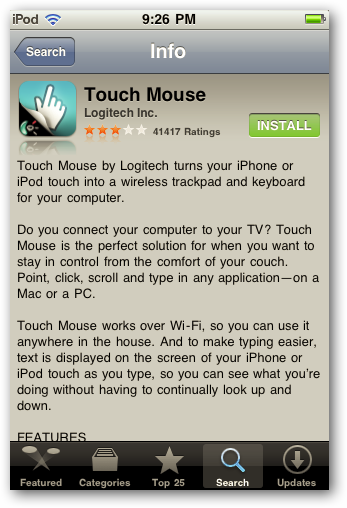 iPod 9:26 PM
Search Info
Touch Mouse
Logitech Inc.
41417 Ratings INSTALL
Touch Mouse by Logitech turns your iPhone or
iPod touch into a wireless trackpad and keyboard
for your computer.
Do you connect your computer to your TV? Touch
Mouse is the perfect solution for when you want to
stay in control from the comfort of your couch.
Point, click, scroll and type in any application—on a
Mac or a PC.
Touch Mouse works over Wi-Fi, so you can use it
anywhere in the house. And to make typing easier,
text is displayed on the screen of your iPhone or
iPod touch as you type, so you can see what you're
doing without having to continually look up and
down.
FEATURES
Featured Categories Top 25 Search Updates